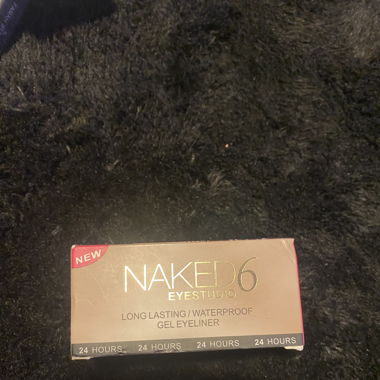 NEW
NAKED6
EYESTUDIO
LONG LASTING / WATERPROOF
GEL EYELINER
24 HOURS 24 HOURS 24 HOURS 24 HOURS